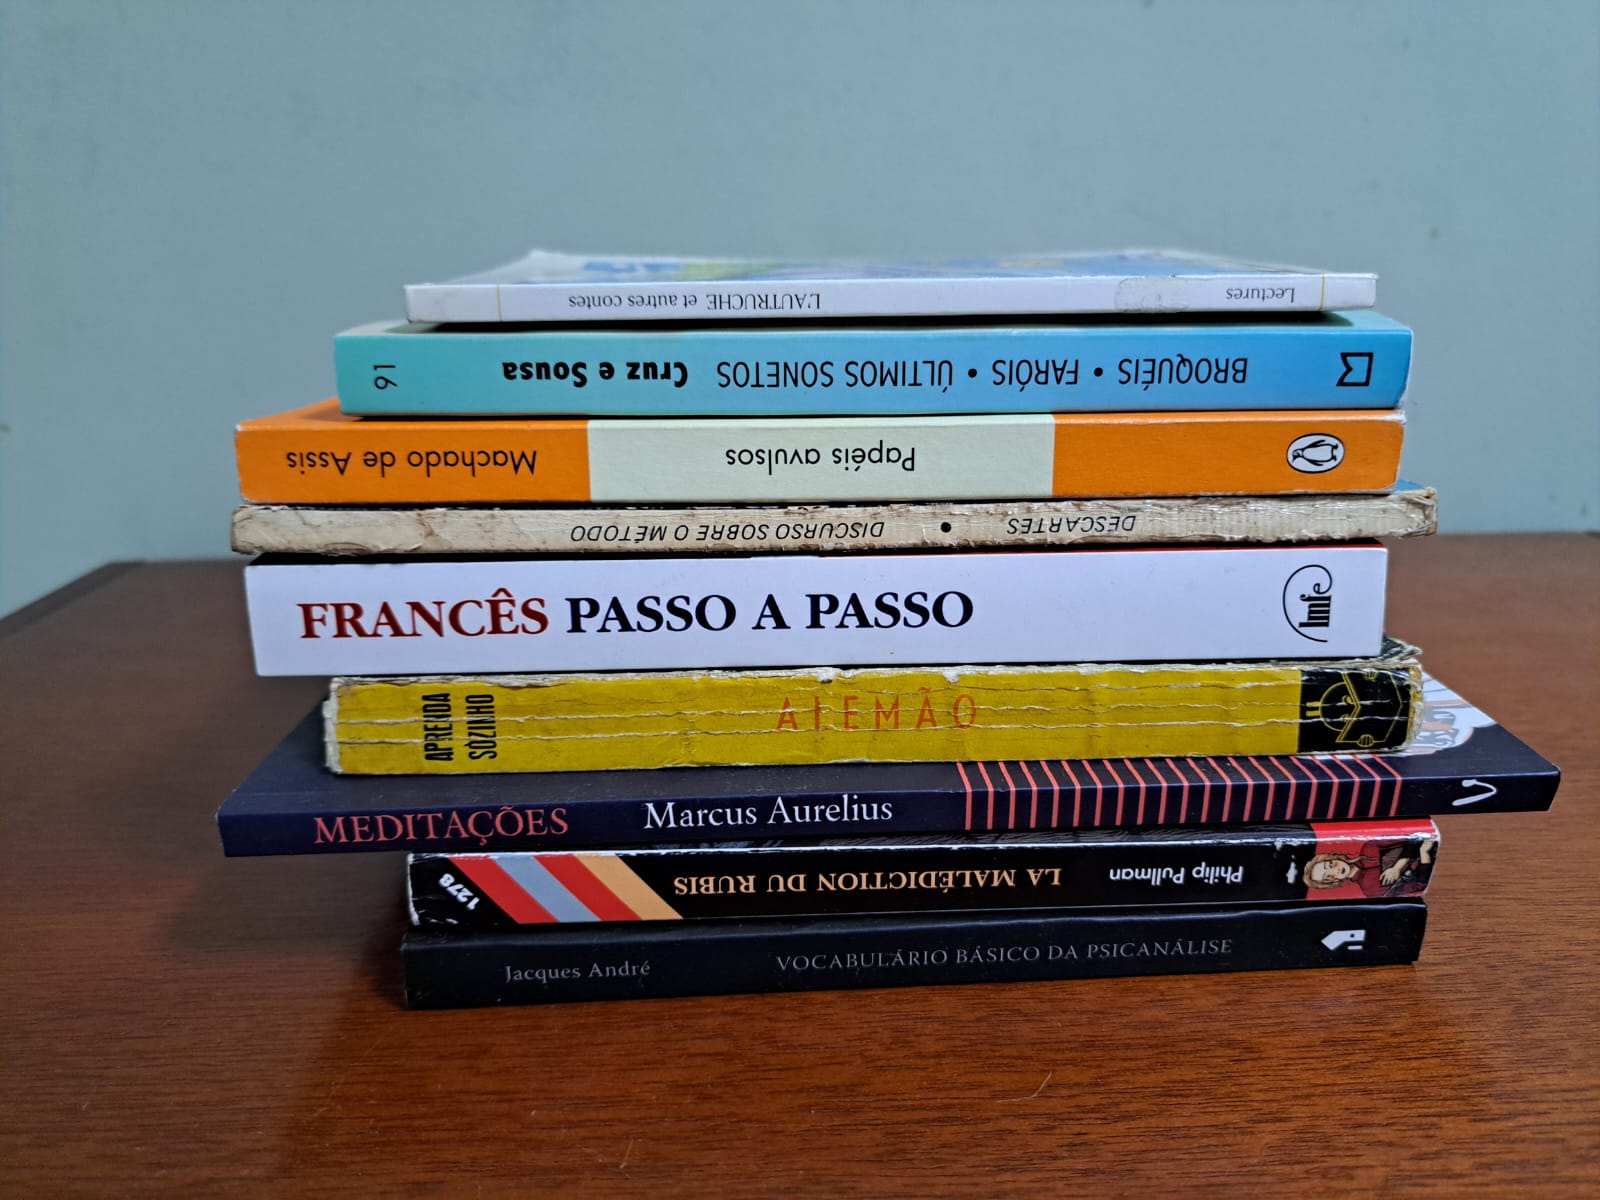 Lectures L'AUTRUCHE et autres contes
BROQUÉIS • FARÓIS • ÚLTIMOS SONETOS Cruz e Sousa 91
Papéis avulsos Machado de Assis
DESCARTES • DISCURSO SOBRE O MÉTODO
FRANCÊS PASSO A PASSO lmfe
APRENDA SÒZINHO ALEMÃO
MEDITAÇÕES Marcus Aurelius
Philip Pullman LA MALÉDICTION DU RUBIS 1278
Jacques André VOCABULÁRIO BÁSICO DA PSICANÁLISE